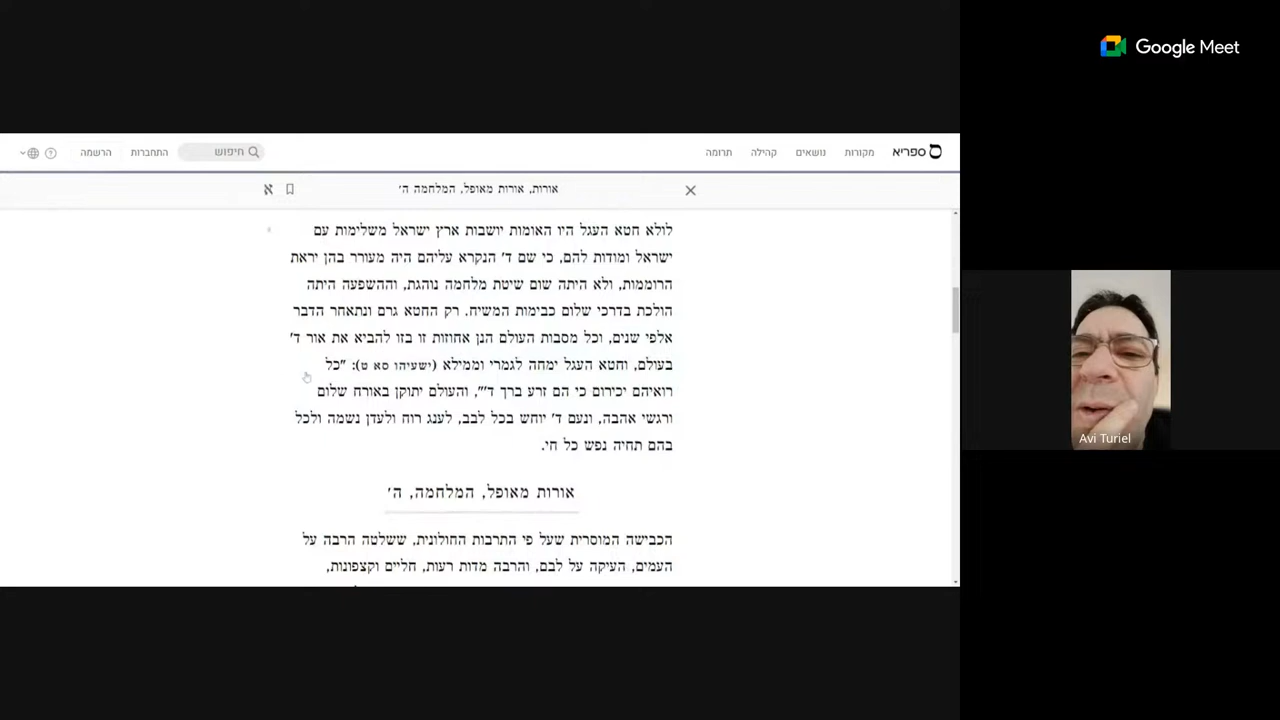 Google Meet
ספריא
מקורות
נושאים
קהילה
תרומה
חיפוש
התחברות
הרשמה
אורות, אורות מאופל, המלחמה ה׳
א
לולא חטא העגל היו האומות יושבות ארץ ישראל משלימות עם
ישראל ומודות להם, כי שם ד׳ הנקרא עליהם היה מעורר בהן יראת
הרוממות, ולא היתה שום שיטת מלחמה נוהגת, וההשפעה היתה
הולכת בדרכי שלום כבימות המשיח. רק החטא גרם ונתאחר הדבר
אלפי שנים, וכל מסבות העולם הנן אחוזות זו בזו להביא את אור ד׳
בעולם, וחטא העגל ימחה לגמרי וממילא (ישעיהו סא ט): "כל
רואיהם יכירום כי הם זרע ברך ד׳", והעולם יתוקן באורח שלום
ורגשי אהבה, ונעם ד׳ יוחש בכל לבב, לענג רוח ולעדן נשמה ולכל
בהם תחיה נפש כל חי.
אורות מאופל, המלחמה, ה׳
הכבישה המוסרית שעל פי התרבות החולונית, ששלטה הרבה על
העמים, העיקה על לבם, והרבה מדות רעות, חליים וקצפונות,
Avi Turiel